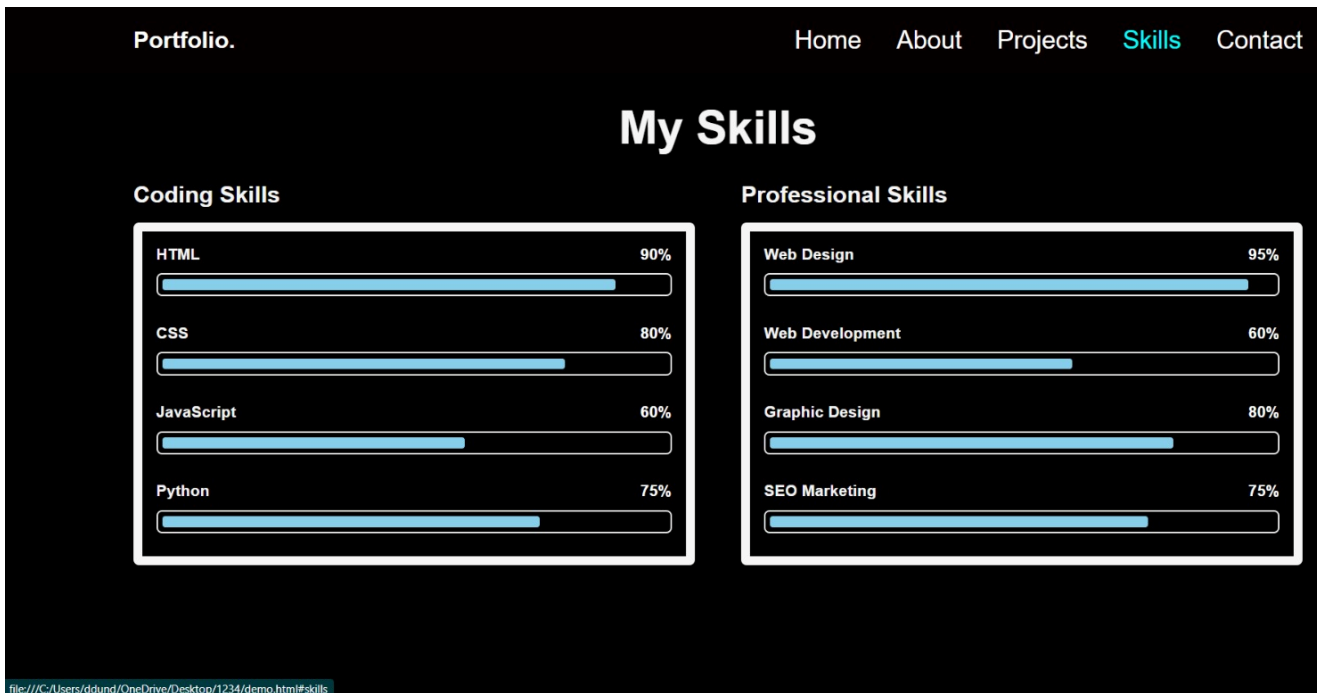 Portfolio. Home About Projects Skills Contact
My Skills
Coding Skills
HTML 90%
CSS 80%
JavaScript 60%
Python 75%
Professional Skills
Web Design 95%
Web Development 60%
Graphic Design 80%
SEO Marketing 75%
file:///C:/Users/ddund/OneDrive/Desktop/1234/demo.html#skills